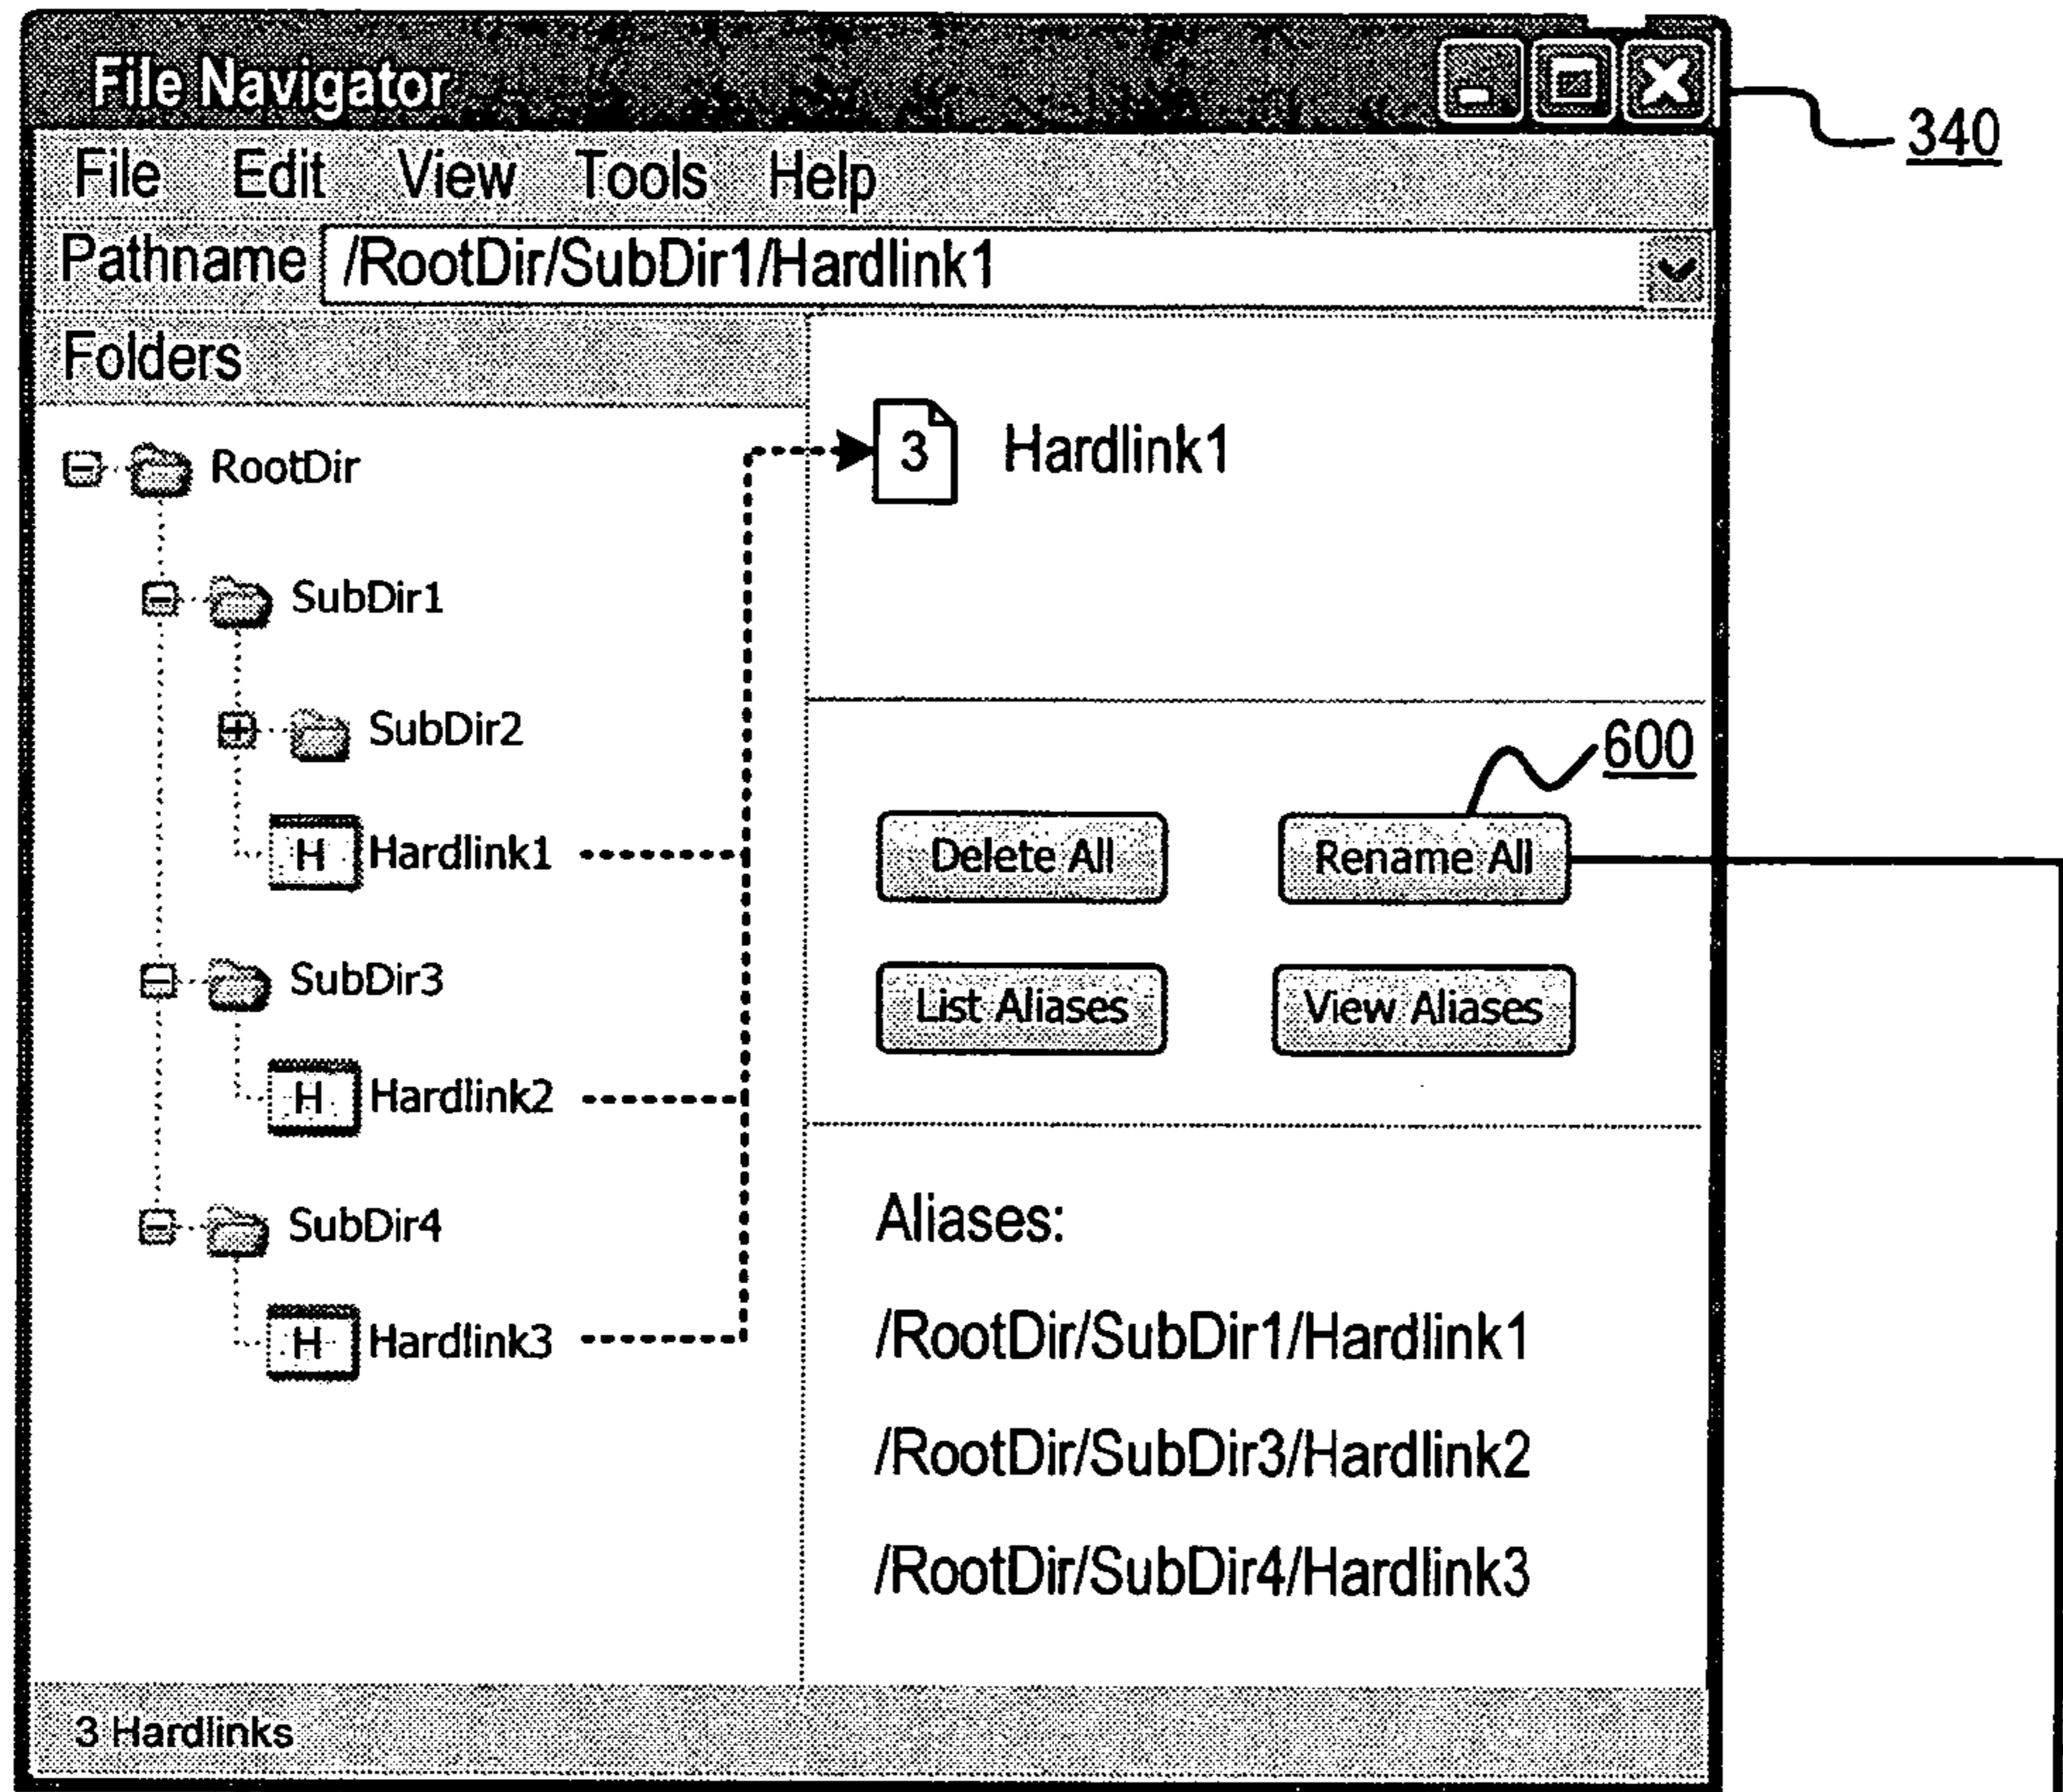 File Navigator
340
File Edit View Tools Help
Pathname /RootDir/SubDir1/Hardlink1
Folders
3 Hardlink1
RootDir
SubDir1
SubDir2
600
H Hardlink1
Delete All Rename All
SubDir3
List Aliases View Aliases
H Hardlink2
SubDir4
Aliases:
H Hardlink3
/RootDir/SubDir1/Hardlink1
/RootDir/SubDir3/Hardlink2
/RootDir/SubDir4/Hardlink3
3 Hardlinks